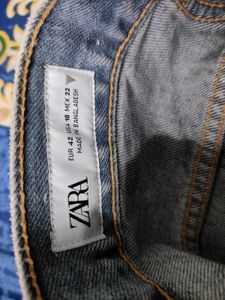 ZARA
EUR 42 USA 10 MEX 32
MADE IN BANGLADESH